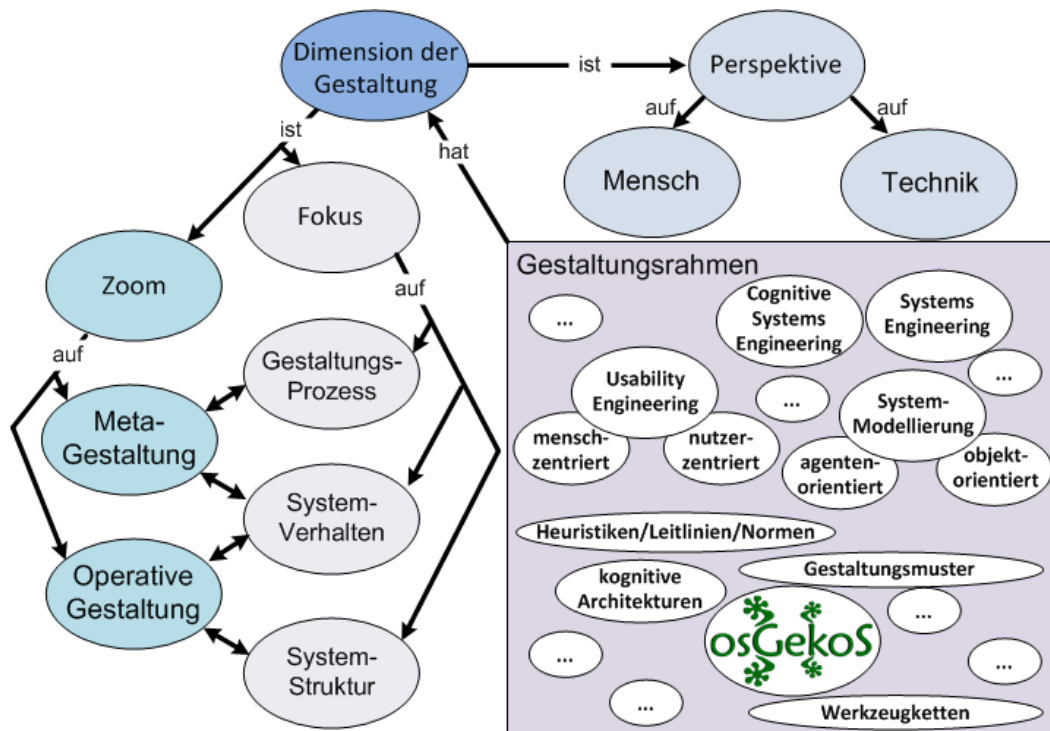 Dimension der
Gestaltung
ist
Perspektive
auf
auf
Mensch
Technik
ist
hat
Fokus
Zoom
auf
auf
Gestaltungs-
Prozess
Meta-
Gestaltung
System-
Verhalten
Operative
Gestaltung
System-
Struktur
Gestaltungsrahmen
...
Cognitive
Systems
Engineering
Systems
Engineering
...
Usability
Engineering
...
System-
Modellierung
mensch-
zentriert
nutzer-
zentriert
agenten-
orientiert
objekt-
orientiert
Heuristiken/Leitlinien/Normen
Gestaltungsmuster
kognitive
Architekturen
...
osGekoS
...
...
...
Werkzeugketten